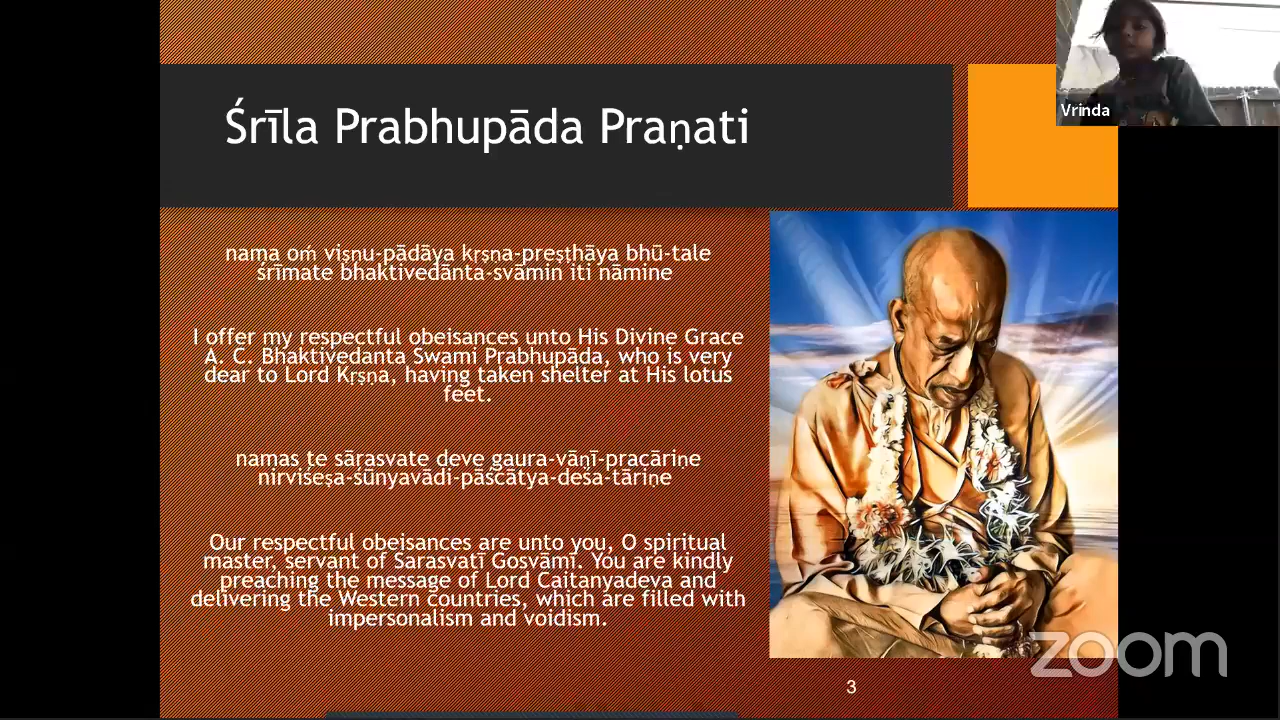 Śrīla Prabhupāda Praṇati
Vrinda
nama oṁ viṣṇu-pādāya kṛṣṇa-preṣṭhāya bhū-tale
śrīmate bhaktivedānta-svāmin iti nāmine
I offer my respectful obeisances unto His Divine Grace
A. C. Bhaktivedanta Swami Prabhupāda, who is very
dear to Lord Kṛṣṇa, having taken shelter at His lotus
feet.
namas te sārasvate deve gaura-vāṇī-pracāriṇe
nirviśeṣa-śūnyavādi-pāścātya-deśa-tāriṇe
Our respectful obeisances are unto you, O spiritual
master, servant of Sarasvatī Gosvāmī. You are kindly
preaching the message of Lord Caitanyadeva and
delivering the Western countries, which are filled with
impersonalism and voidism.
zoom
3